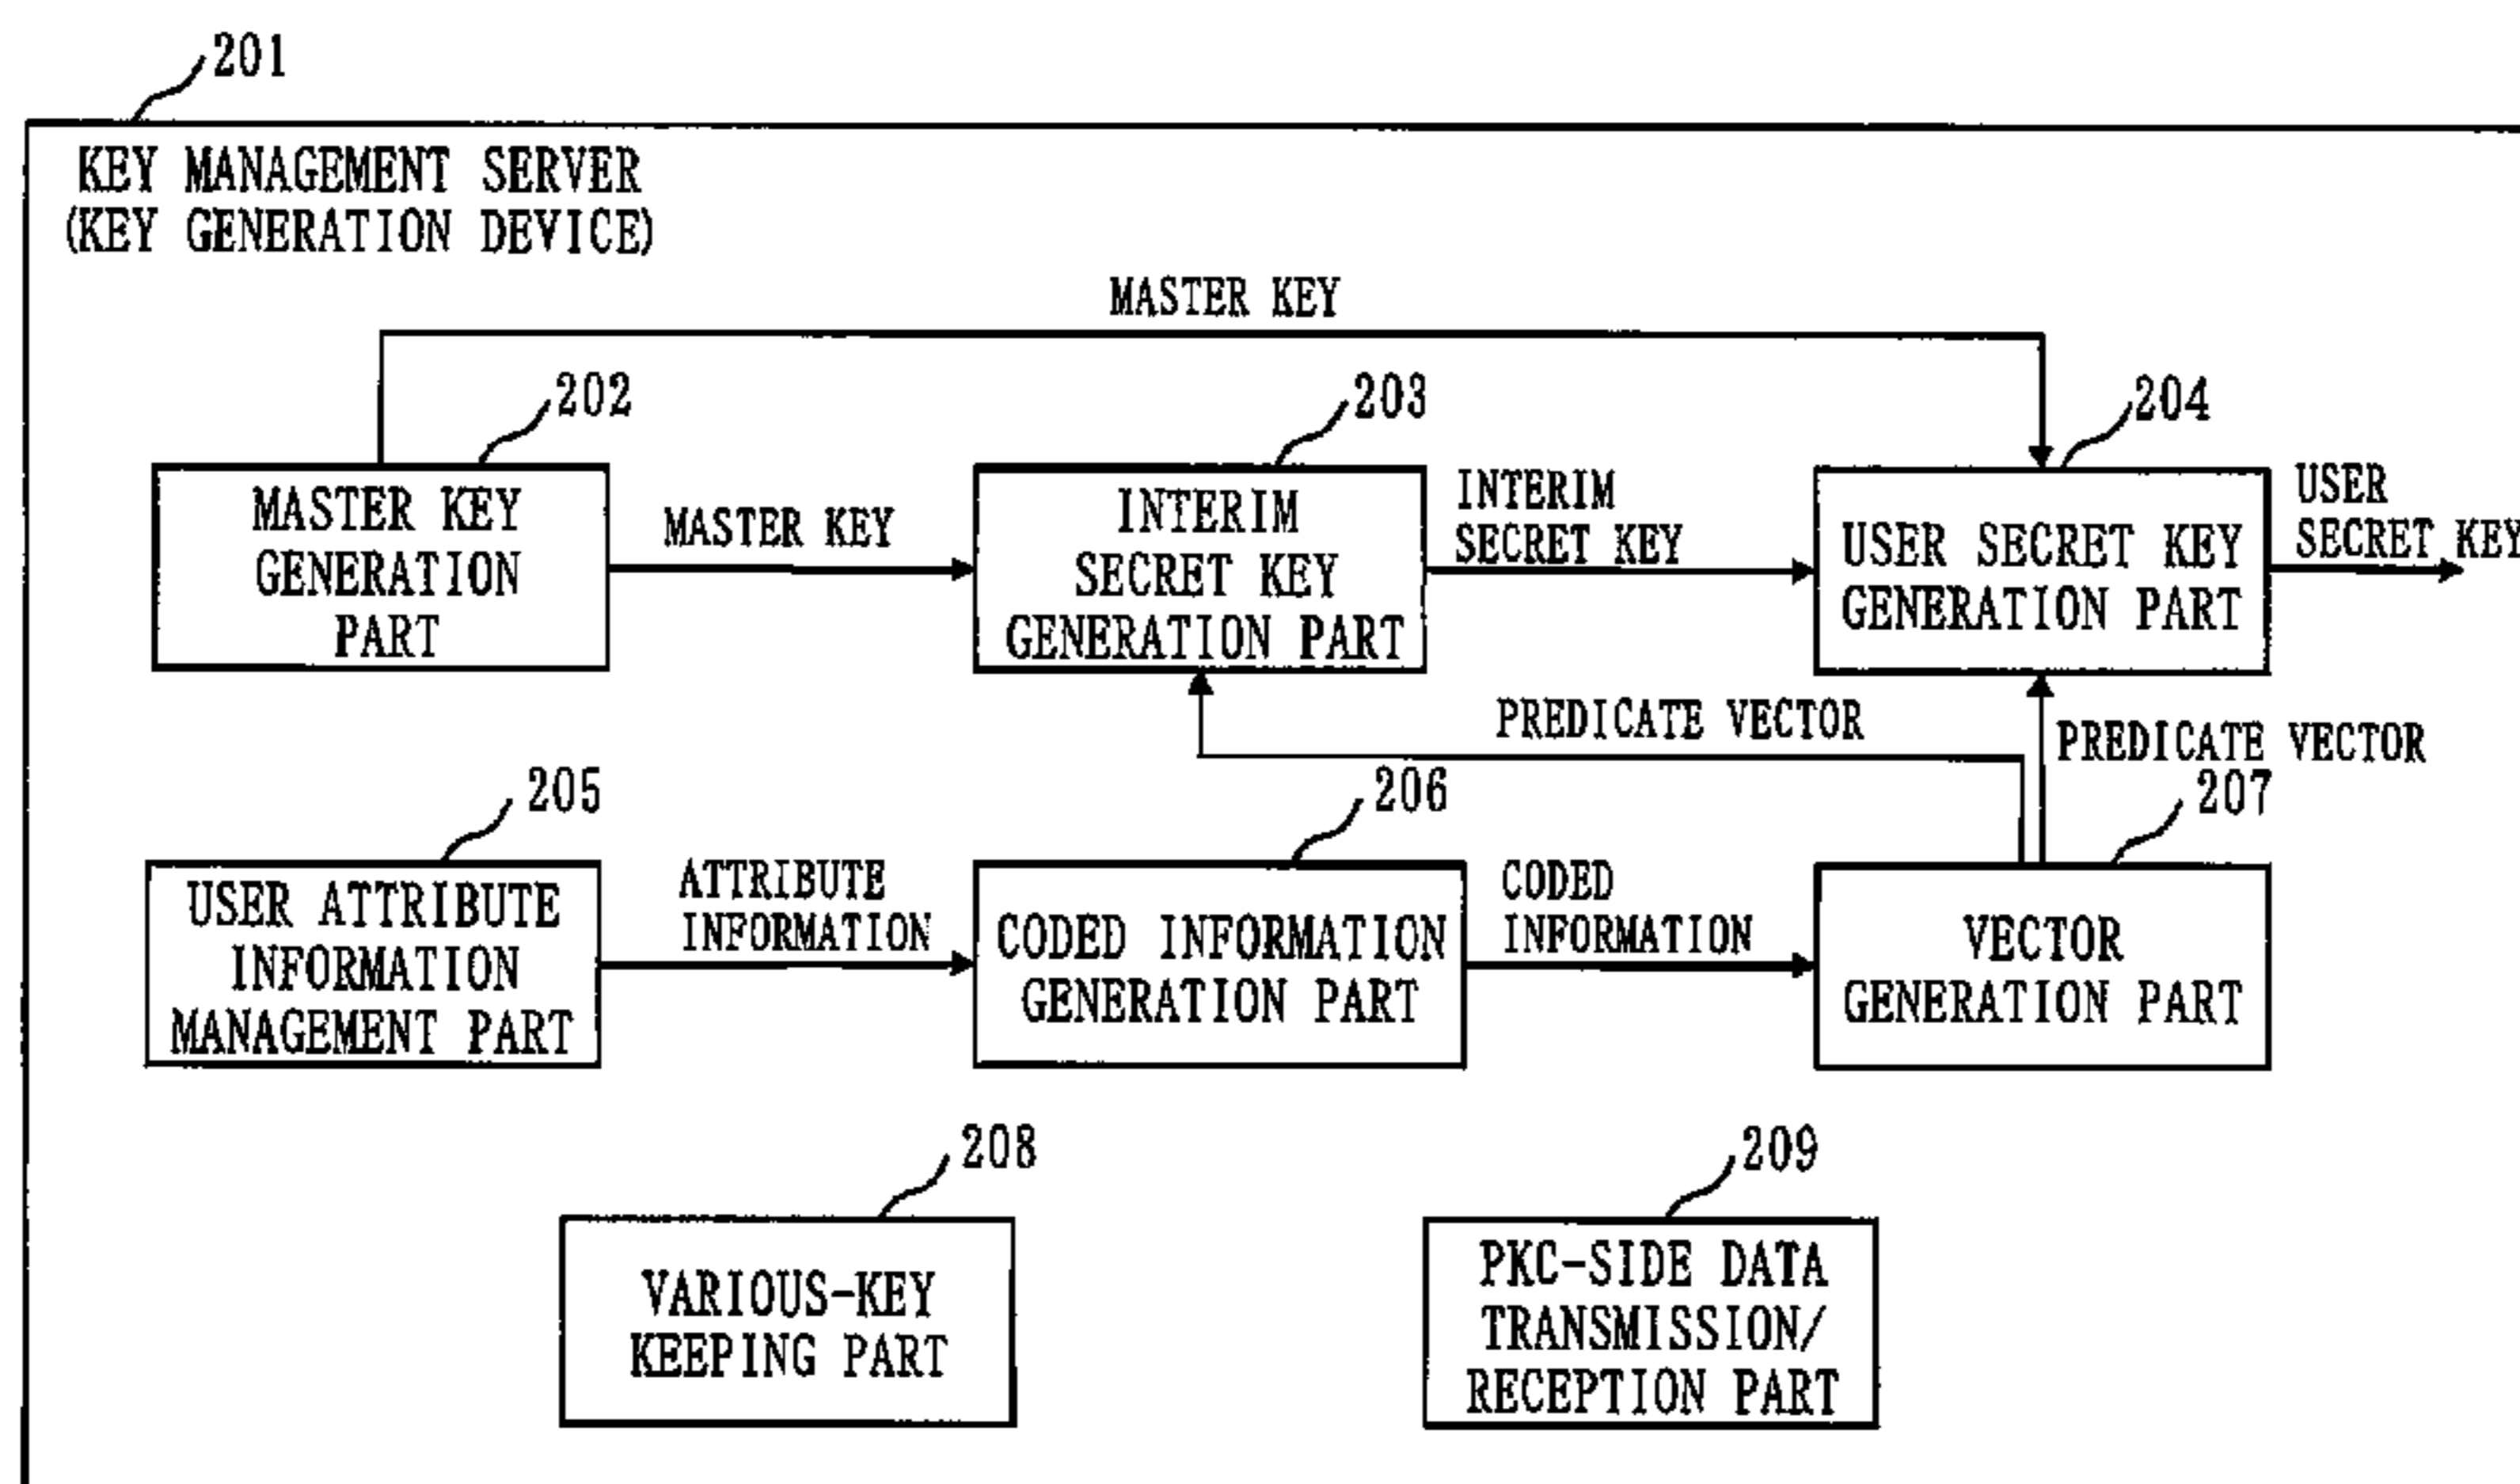 201
KEY MANAGEMENT SERVER
(KEY GENERATION DEVICE)
MASTER KEY
202
203
204
MASTER KEY
GENERATION
PART
MASTER KEY
INTERIM
SECRET KEY
GENERATION PART
INTERIM
SECRET KEY
USER SECRET KEY
GENERATION PART
USER
SECRET KEY
PREDICATE VECTOR
PREDICATE VECTOR
205
206
207
USER ATTRIBUTE
INFORMATION
MANAGEMENT PART
ATTRIBUTE
INFORMATION
CODED INFORMATION
GENERATION PART
CODED
INFORMATION
VECTOR
GENERATION PART
208
209
VARIOUS-KEY
KEEPING PART
PKC-SIDE DATA
TRANSMISSION/
RECEPTION PART